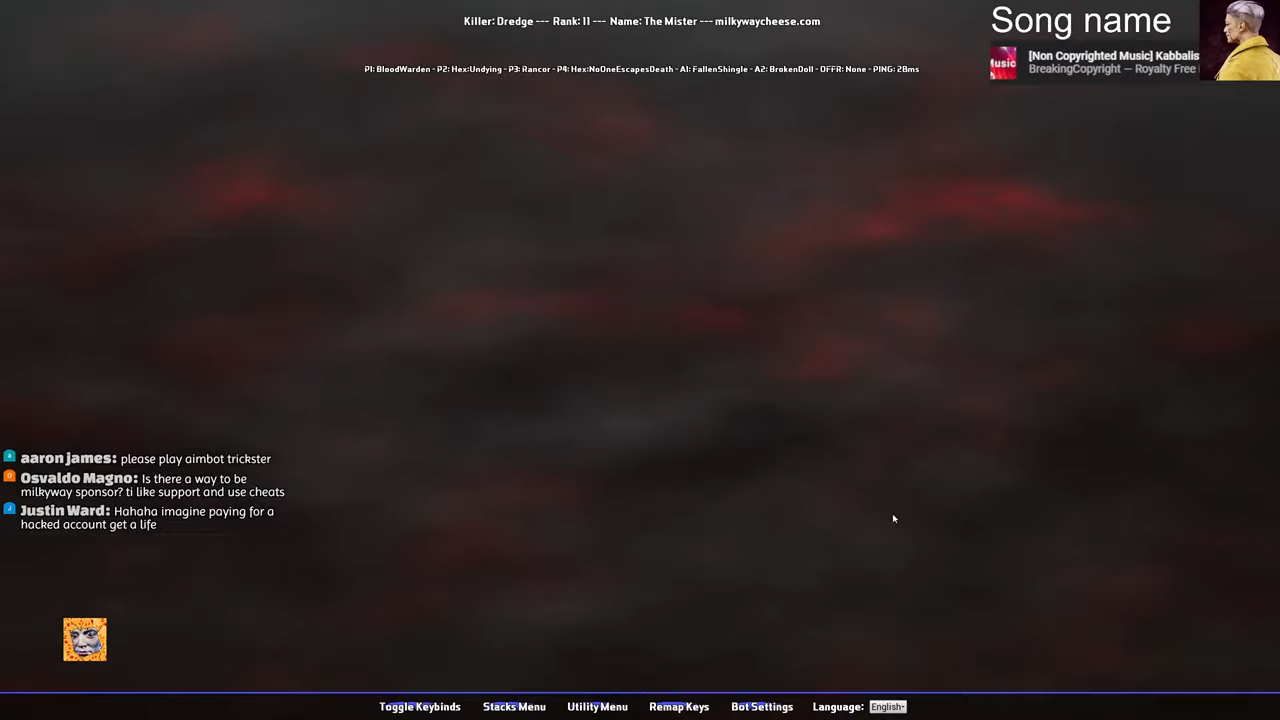 Killer: Dredge --- Rank: 11 --- Name: The Mister --- milkywaycheese.com
Song name
[Non Copyrighted Music] Kabbalis
BreakingCopyright — Royalty Free
P1: BloodWarden - P2: Hex:Undying - P3: Rancor - P4: Hex:NoOneEscapesDeath - A1: FallenShingle - A2: BrokenDoll - OFFR: None - PING: 28ms
aaron james: please play aimbot trickster
Osvaldo Magno: Is there a way to be
milkyway sponsor? ti like support and use cheats
Justin Ward: Hahaha imagine paying for a
hacked account get a life
Toggle Keybinds Stacks Menu Utility Menu Remap Keys Bot Settings Language: English